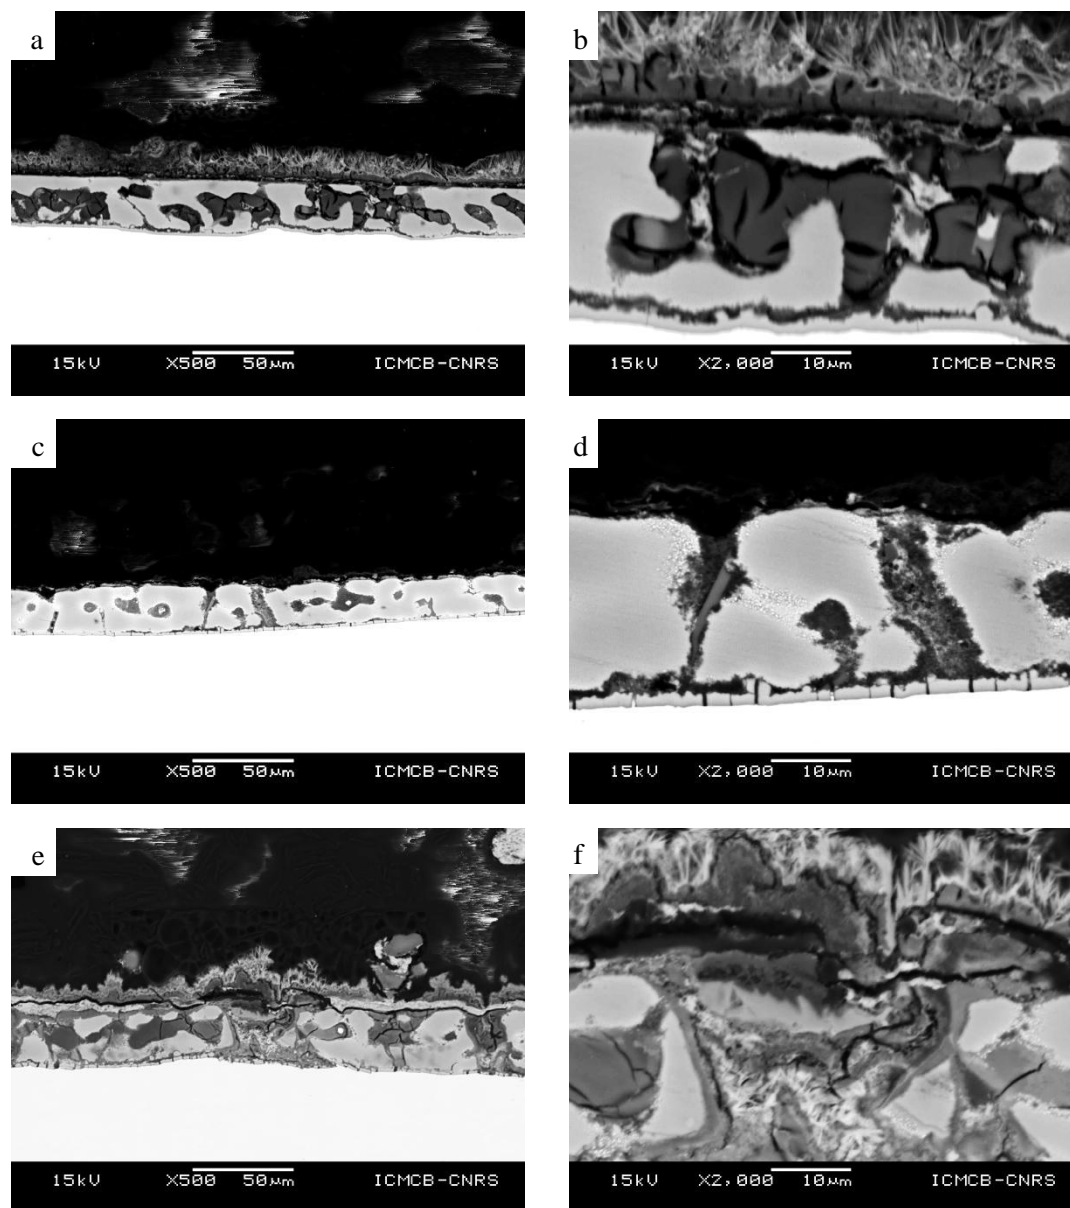 a
b
15kV X500 50µm ICMCB-CNRS
15kV X2,000 10µm ICMCB-CNRS
c
d
15kV X500 50µm ICMCB-CNRS
15kV X2,000 10µm ICMCB-CNRS
e
f
15kV X500 50µm ICMCB-CNRS
15kV X2,000 10µm ICMCB-CNRS